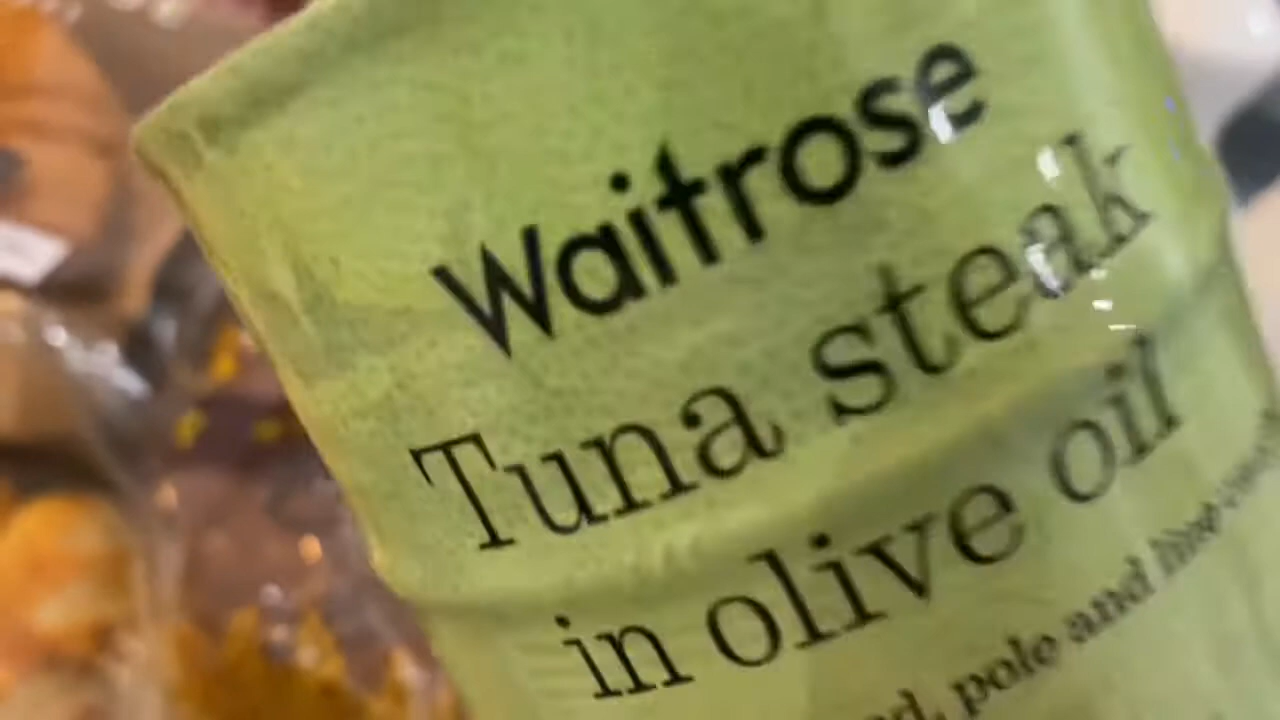 Waitrose
Tuna steak
in olive oil
pole and line